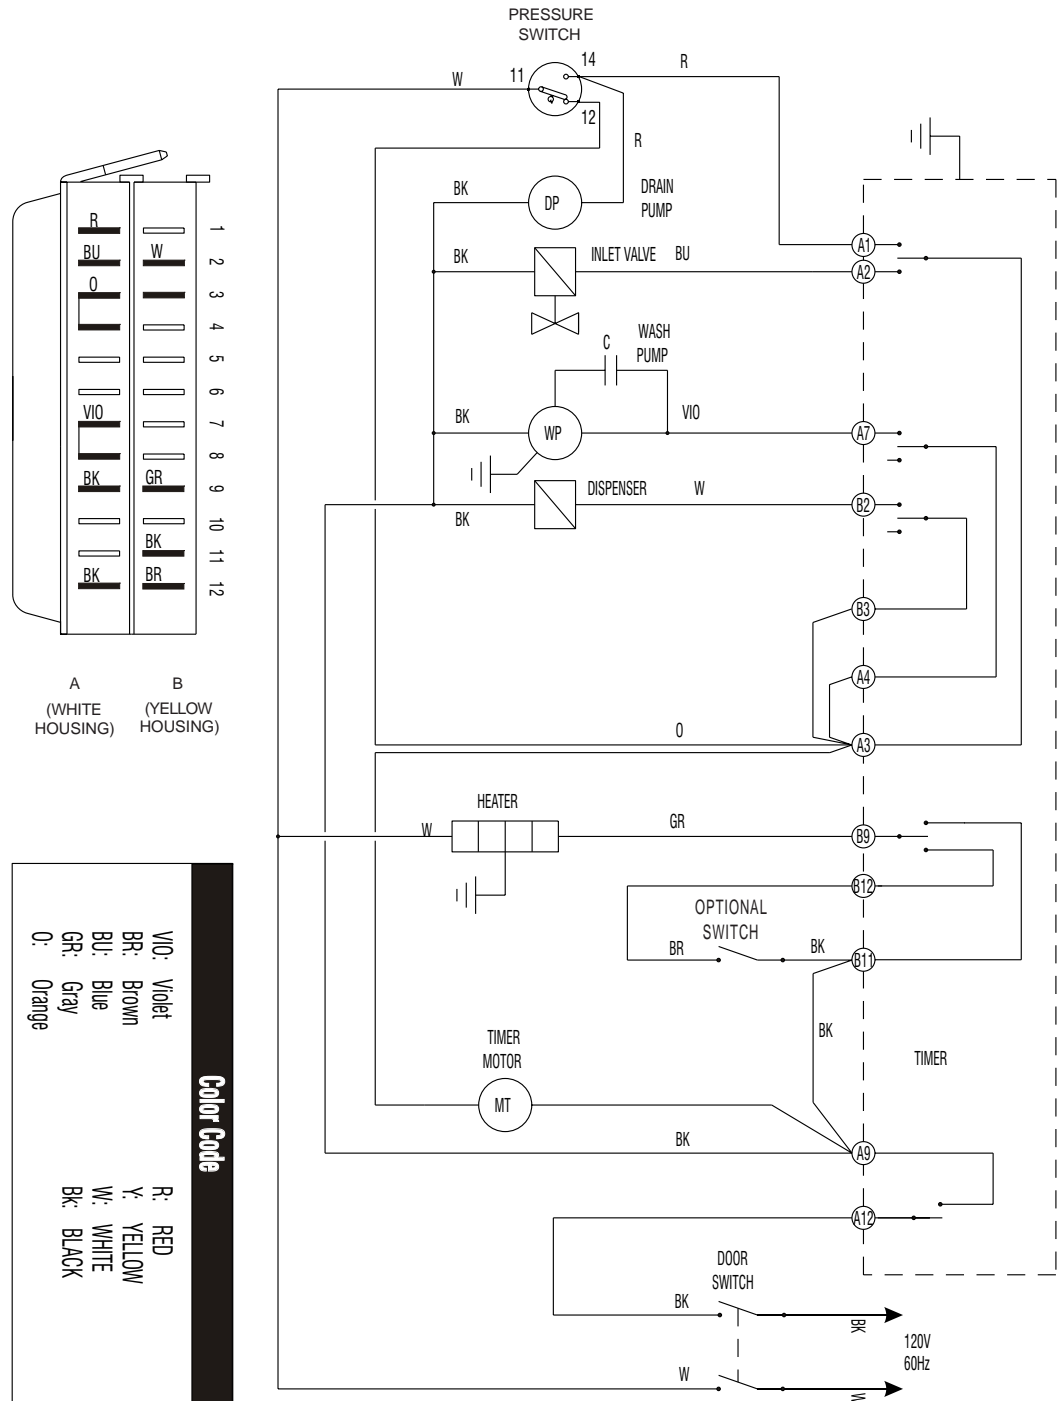 PRESSURE
SWITCH
11
14
12
W
R
R
BK
DP
DRAIN
PUMP
BK
INLET VALVE
BU
A1
A2
C
WASH
PUMP
BK
WP
VIO
A7
DISPENSER
W
B2
BK
B3
A4
O
A3
HEATER
W
GR
B9
B12
OPTIONAL
SWITCH
BR
BK
B11
BK
TIMER
TIMER
MOTOR
MT
BK
A9
A12
DOOR
SWITCH
BK
BK
120V
60Hz
W
W
R
1
BU
W
2
O
3
4
5
6
VIO
7
8
BK
GR
9
10
BK
11
BK
BR
12
A
(WHITE
HOUSING)
B
(YELLOW
HOUSING)
Color Code
VIO: Violet
BR: Brown
BU: Blue
GR: Gray
O: Orange
R: RED
Y: YELLOW
W: WHITE
BK: BLACK